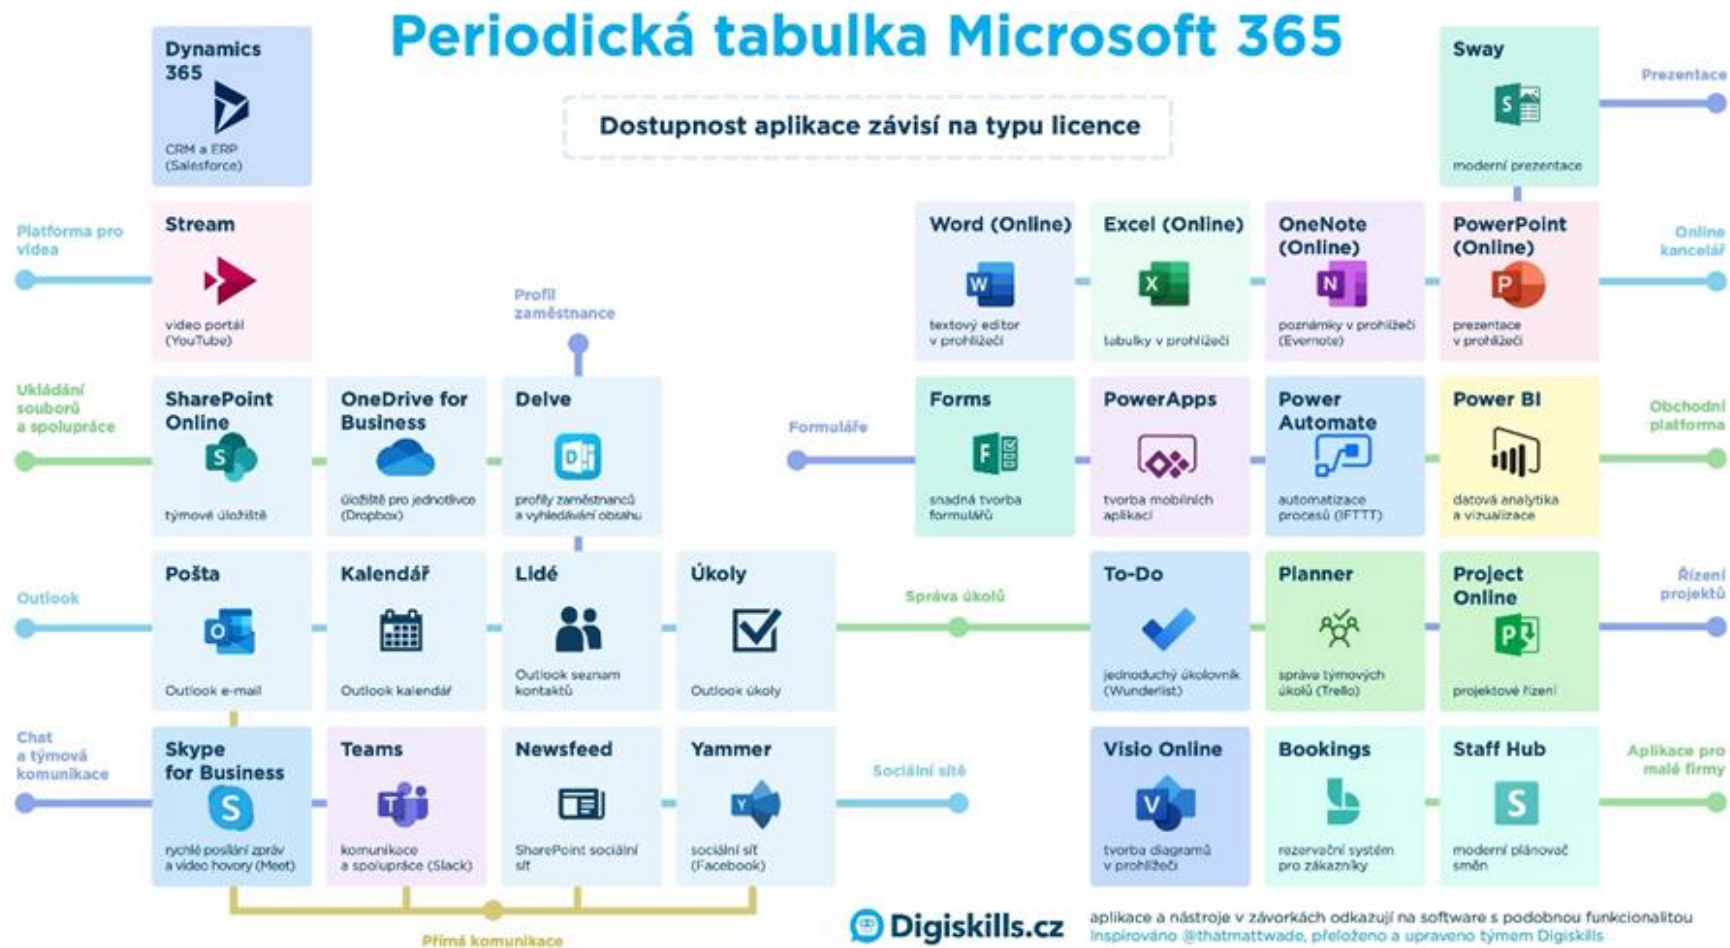 Periodická tabulka Microsoft 365
Dostupnost aplikace závisí na typu licence
Dynamics
365
CRM a ERP
(Salesforce)
Sway
moderní prezentace
Prezentace
Platforma pro
videa
Stream
video portál
(YouTube)
Profil
zaměstnance
Word (Online)
W
textový editor
v prohlížeči
Excel (Online)
X
tabulky v prohlížeči
OneNote
(Online)
N
poznámky v prohlížeči
(Evernote)
PowerPoint
(Online)
P
prezentace
v prohlížeči
Online
kancelář
Ukládání
souborů
a spolupráce
SharePoint
Online
S
týmové úložiště
OneDrive for
Business
úložiště pro jednotlivce
(Dropbox)
Delve
profily zaměstnanců
a vyhledávání obsahu
Formuláře
Forms
F
snadná tvorba
formulářů
PowerApps
tvorba mobilních
aplikací
Power
Automate
automatizace
procesů (IFTTT)
Power BI
datová analytika
a vizualizace
Obchodní
platforma
Outlook
Pošta
O
Outlook e-mail
Kalendář
Outlook kalendář
Lidé
Outlook seznam
kontaktů
Úkoly
Outlook úkoly
Správa úkolů
To-Do
jednoduchý úkolovník
(Wunderlist)
Planner
správa týmových
úkolů (Trello)
Project
Online
P
projektové řízení
Řízení
projektů
Chat
a týmová
komunikace
Skype
for Business
S
rychlé posílání zpráv
a video hovory (Meet)
Teams
T
komunikace
a spolupráce (Slack)
Newsfeed
SharePoint sociální
síť
Yammer
Y
sociální síť
(Facebook)
Sociální sítě
Visio Online
V
tvorba diagramů
v prohlížeči
Bookings
b
rezervační systém
pro zákazníky
Staff Hub
S
moderní plánovač
směn
Aplikace pro
malé firmy
Přímá komunikace
Digiskills.cz
aplikace a nástroje v závorkách odkazují na software s podobnou funkcionalitou
Inspirováno @thatmattwade, přeloženo a upraveno týmem Digiskills